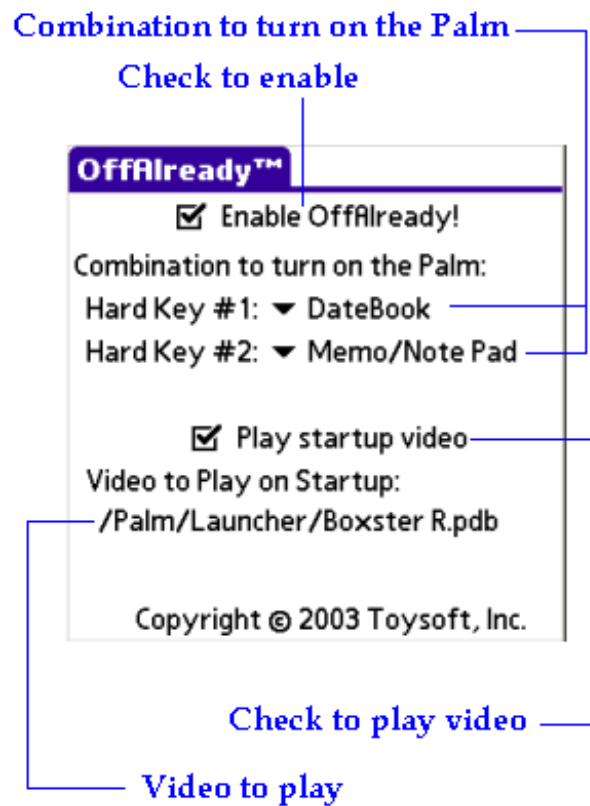 Combination to turn on the Palm
Check to enable
OffAlready™
Enable OffAlready!
Combination to turn on the Palm:
Hard Key #1: DateBook
Hard Key #2: Memo/Note Pad
Play startup video
Video to Play on Startup:
/Palm/Launcher/Boxster R.pdb
Copyright © 2003 Toysoft, Inc.
Check to play video
Video to play